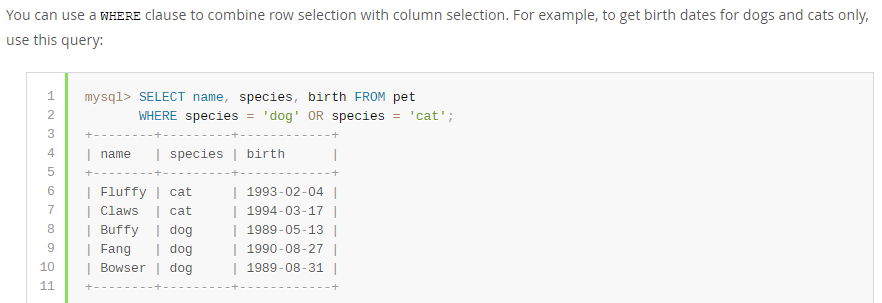 You can use a WHERE clause to combine row selection with column selection. For example, to get birth dates for dogs and cats only,
use this query:
1 mysql> SELECT name, species, birth FROM pet
2        WHERE species = 'dog' OR species = 'cat';
3 +--------+---------+------------+
4 | name   | species | birth      |
5 +--------+---------+------------+
6 | Fluffy | cat     | 1993-02-04 |
7 | Claws  | cat     | 1994-03-17 |
8 | Buffy  | dog     | 1989-05-13 |
9 | Fang   | dog     | 1990-08-27 |
10 | Bowser | dog     | 1989-08-31 |
11 +--------+---------+------------+